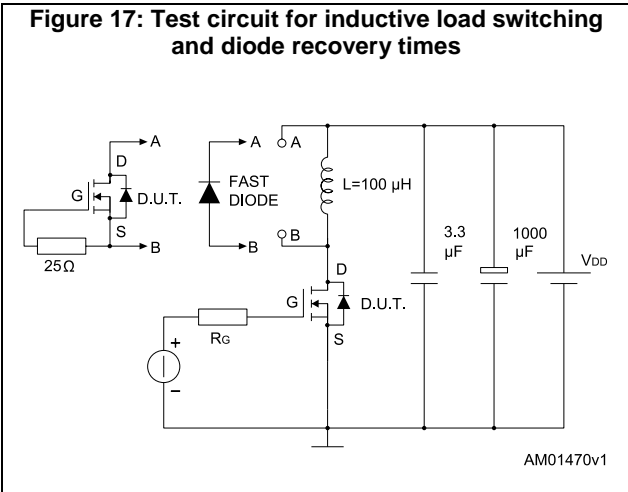 Figure 17: Test circuit for inductive load switching
and diode recovery times
A
D
G
D.U.T.
S
B
25Ω
A
FAST
DIODE
B
A
L=100 µH
B
D
G
D.U.T.
S
RG
+
–
3.3
µF
1000
µF
VDD
AM01470v1